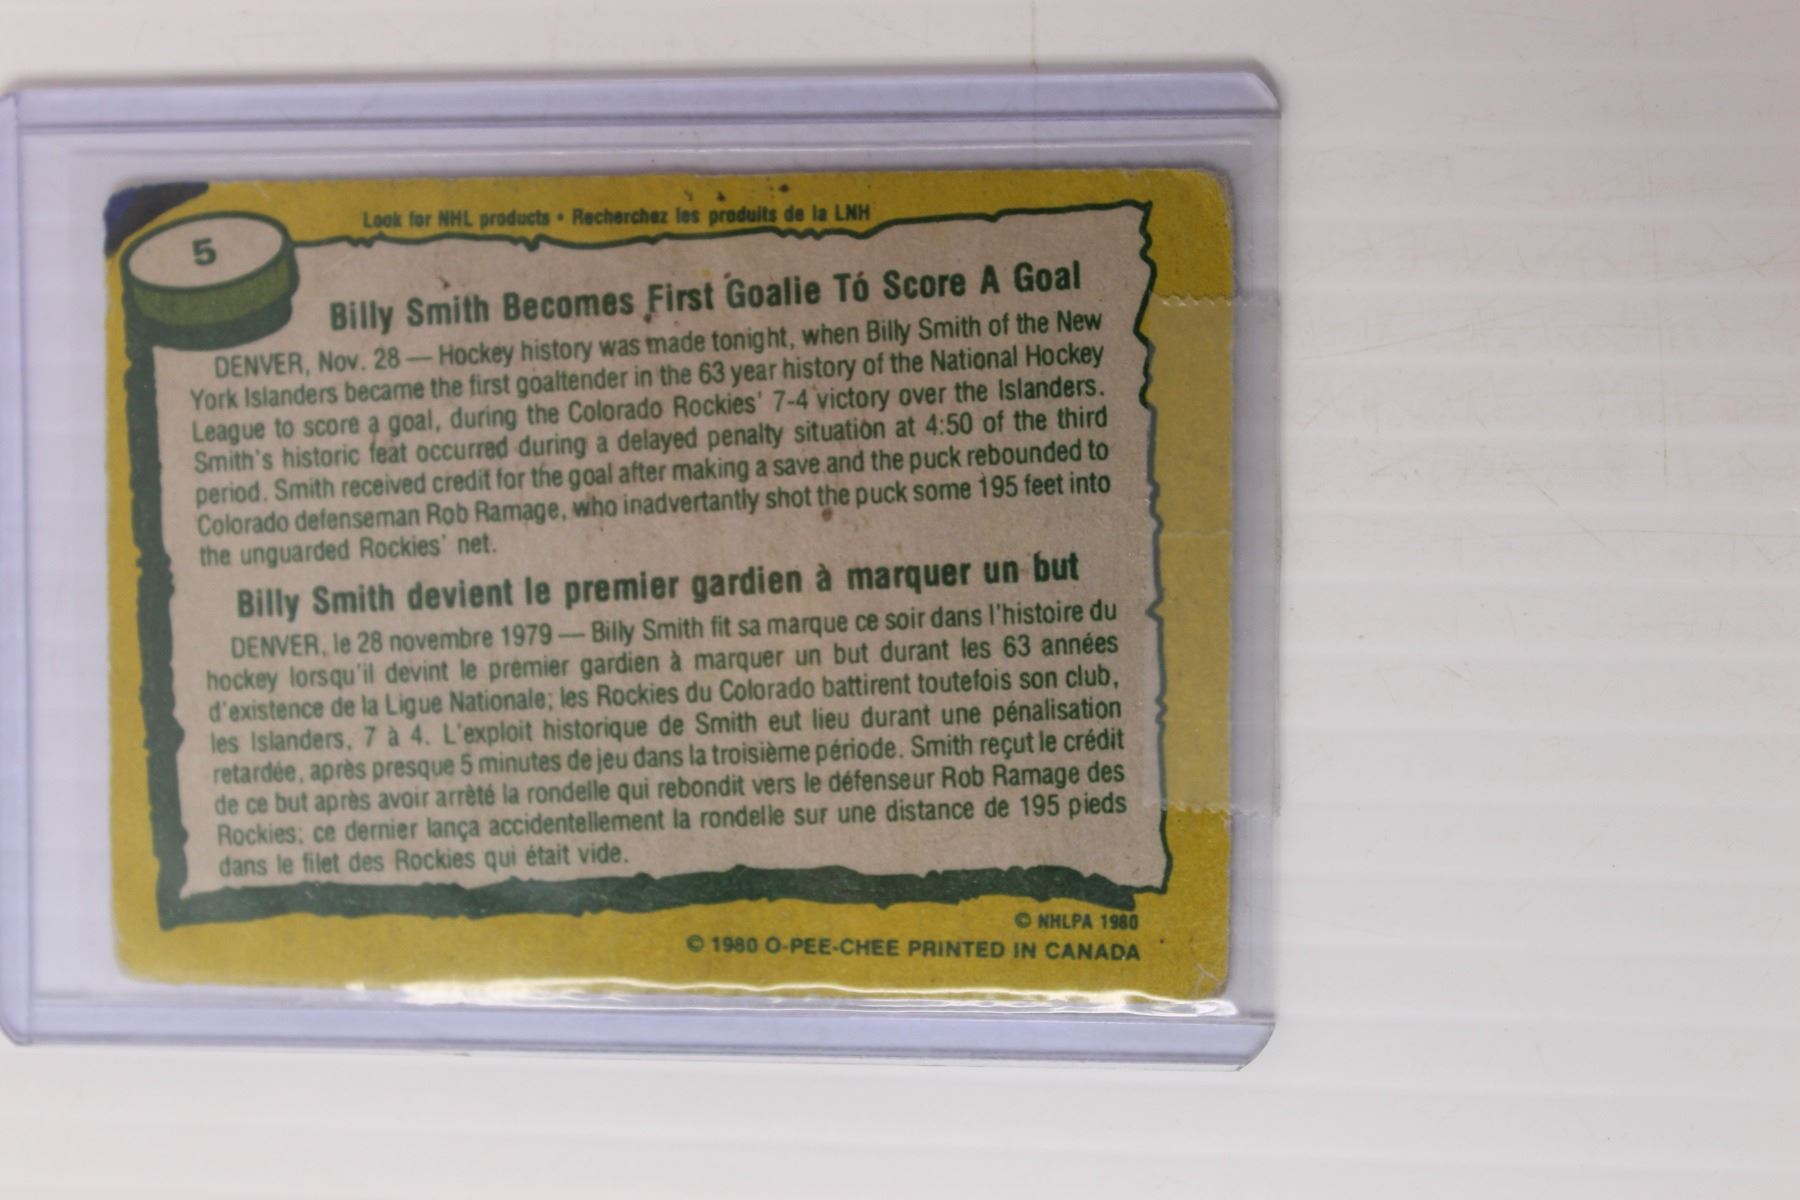 5
Look for NHL products • Recherchez les produits de la LNH
Billy Smith Becomes First Goalie To Score A Goal
DENVER, Nov. 28 — Hockey history was made tonight, when Billy Smith of the New
York Islanders became the first goaltender in the 63 year history of the National Hockey
League to score a goal, during the Colorado Rockies' 7-4 victory over the Islanders.
Smith's historic feat occurred during a delayed penalty situation at 4:50 of the third
period. Smith received credit for the goal after making a save and the puck rebounded to
Colorado defenseman Rob Ramage, who inadvertantly shot the puck some 195 feet into
the unguarded Rockies' net.
Billy Smith devient le premier gardien à marquer un but
DENVER, le 28 novembre 1979 — Billy Smith fit sa marque ce soir dans l'histoire du
hockey lorsqu'il devint le premier gardien à marquer un but durant les 63 années
d'existence de la Ligue Nationale; les Rockies du Colorado battirent toutefois son club,
les Islanders, 7 à 4. L'exploit historique de Smith eut lieu durant une pénalisation
retardée, après presque 5 minutes de jeu dans la troisième période. Smith reçut le crédit
de ce but après avoir arrêté la rondelle qui rebondit vers le défenseur Rob Ramage des
Rockies; ce dernier lança accidentellement la rondelle sur une distance de 195 pieds
dans le filet des Rockies qui était vide.
© NHLPA 1980
© 1980 O-PEE-CHEE PRINTED IN CANADA